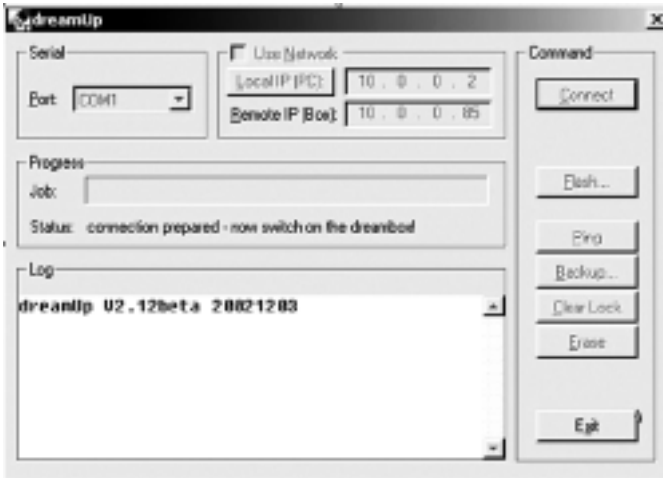 dreamUp
Serial
Port: COM1
Use Network
Local IP (PC): 10 . 0 . 0 . 2
Remote IP (Box): 10 . 0 . 0 . 85
Command
Connect
Flash...
Ping
Backup...
Clear Lock
Erase
Exit
Progress
Job:
Status: connection prepared - now switch on the dreambox!
Log
dreamUp V2.12beta 20021203